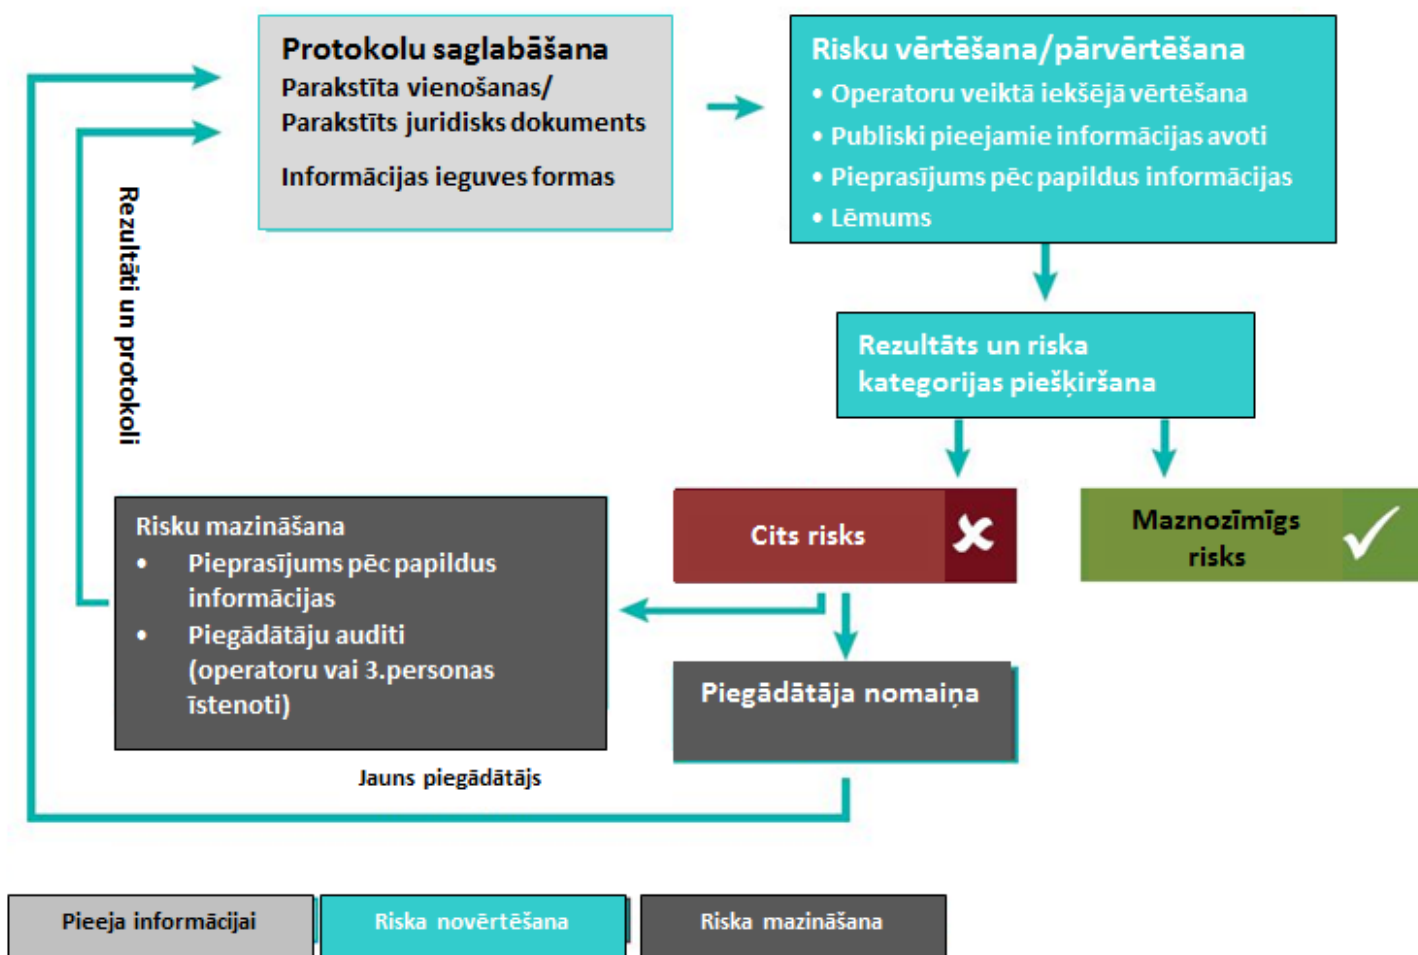 Protokolu saglabāšana
Parakstīta vienošanas/
Parakstīts juridisks dokuments
Informācijas ieguves formas
Risku vērtēšana/pārvērtēšana
• Operatoru veiktā iekšējā vērtēšana
• Publiski pieejamie informācijas avoti
• Pieprasījums pēc papildus informācijas
• Lēmums
Rezultāti un protokoli
Rezultāts un riska
kategorijas piešķiršana
Cits risks
Maznozīmīgs
risks
Risku mazināšana
• Pieprasījums pēc papildus
informācijas
• Piegādātāju auditi
(operatoru vai 3.personas
īstenoti)
Piegādātāja nomaiņa
Jauns piegādātājs
Pieeja informācijai
Riska novērtēšana
Riska mazināšana